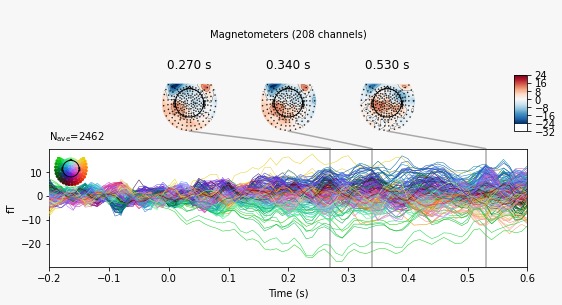 Magnetometers (208 channels)
0.270 s 0.340 s 0.530 s
24
16
8
0
−8
−16
−24
−32
Nave=2462
10
0
−10
−20
fT
−0.2 −0.1 0.0 0.1 0.2 0.3 0.4 0.5 0.6
Time (s)